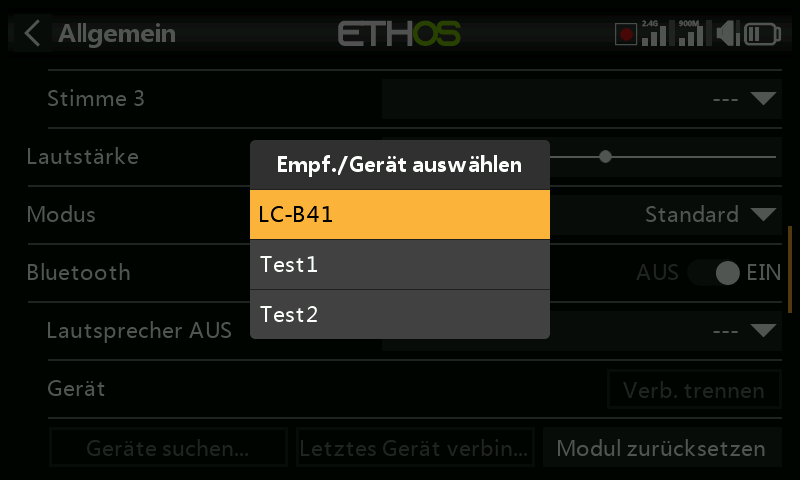 Allgemein
ETHOS
2.4G
900M
Stimme 3
---
Lautstärke
Empf./Gerät auswählen
Modus
LC-B41
Standard
Bluetooth
Test1
AUS
EIN
Lautsprecher AUS
Test2
---
Gerät
Verb. trennen
Geräte suchen...
Letztes Gerät verbin...
Modul zurücksetzen